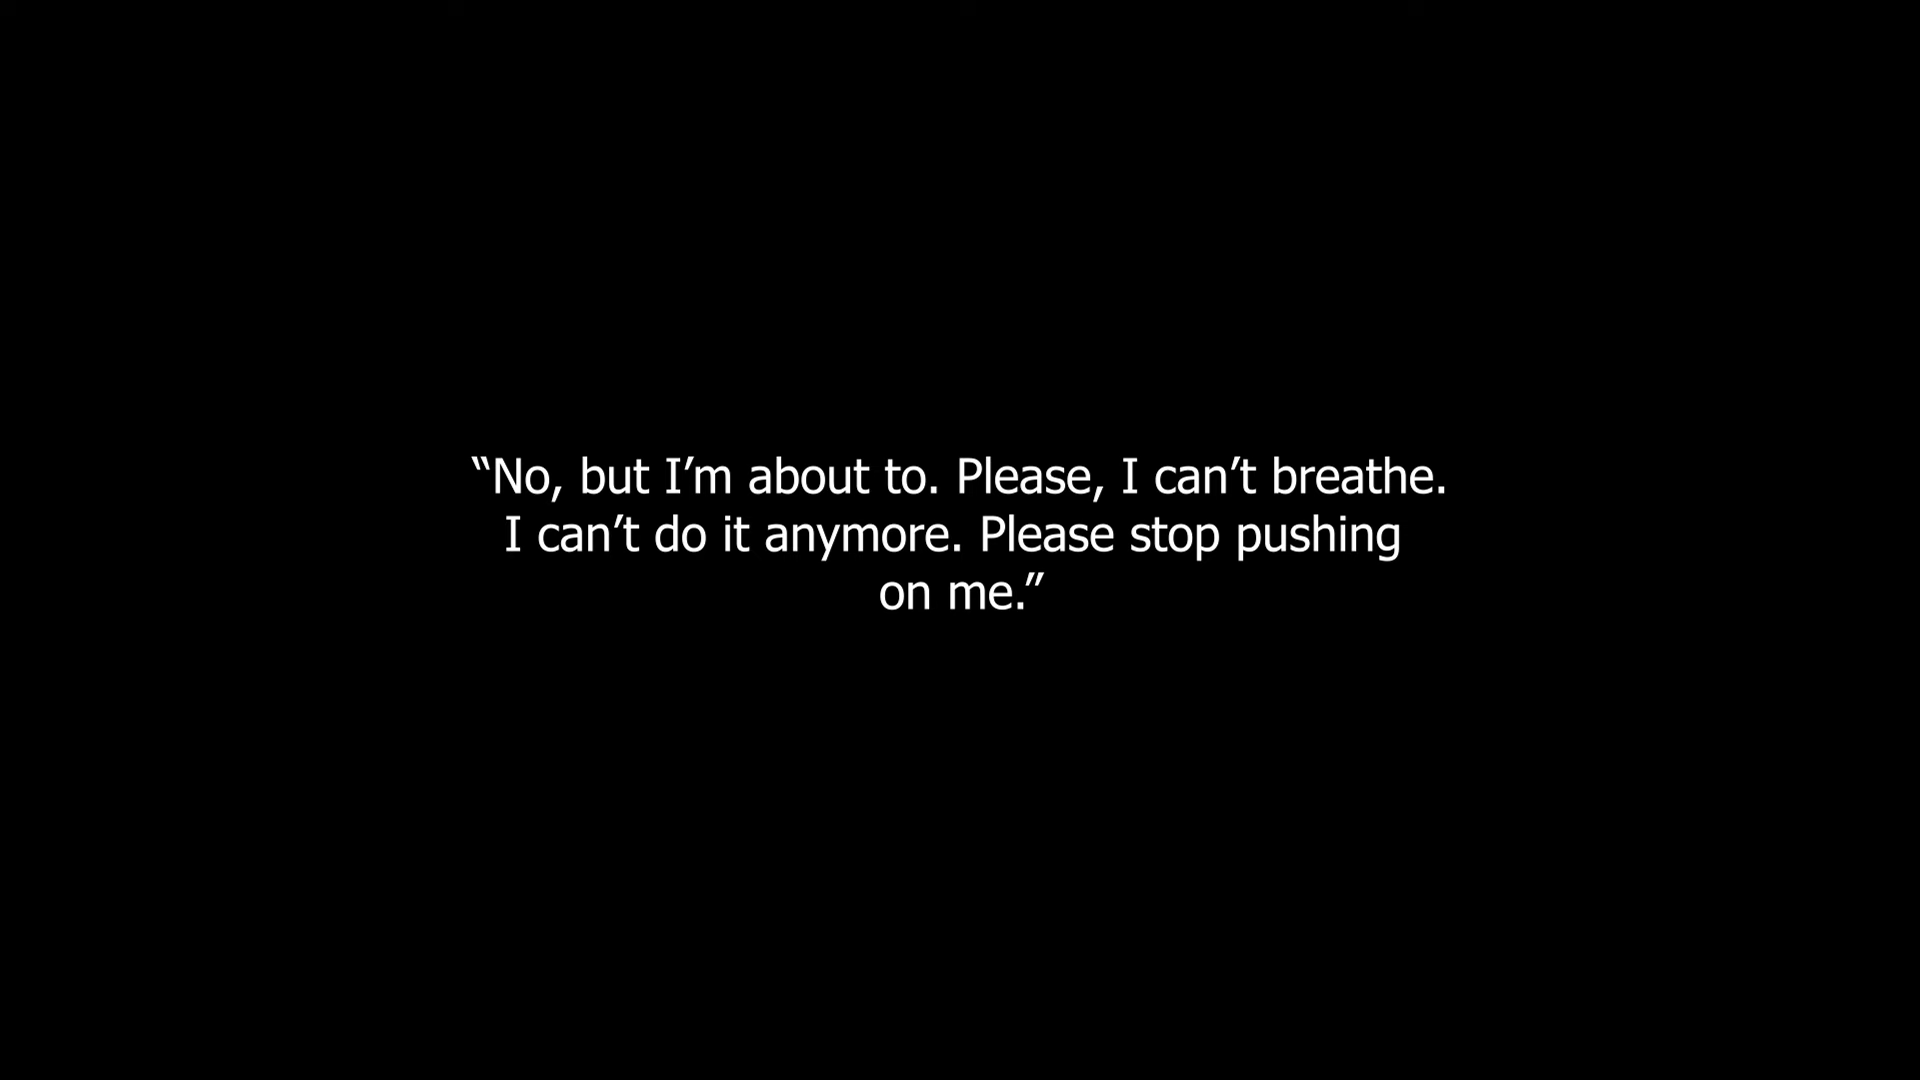 “No, but I’m about to. Please, I can’t breathe.
I can’t do it anymore. Please stop pushing
on me.”